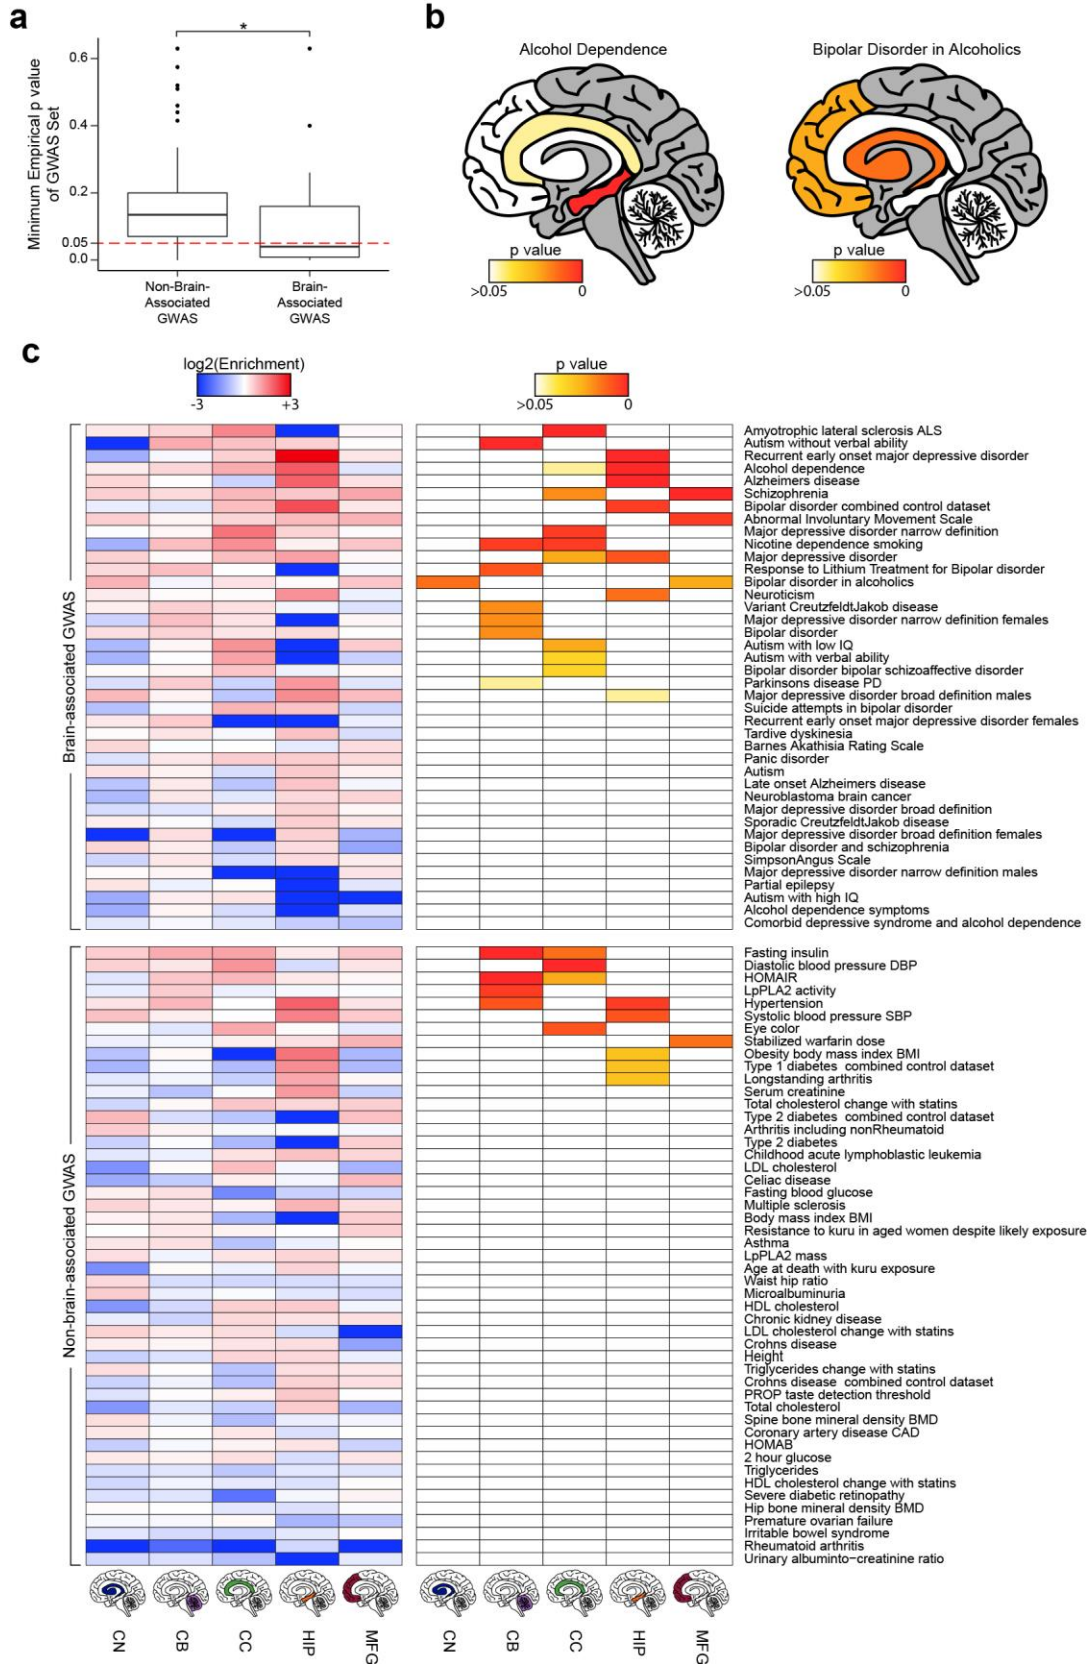 a
*
Minimum Empirical p value
of GWAS Set
0.6
0.4
0.2
0.05
0.0
Non-Brain-
Associated
GWAS
Brain-
Associated
GWAS
b
Alcohol Dependence
Bipolar Disorder in Alcoholics
p value
>0.05
0
p value
>0.05
0
c
log2(Enrichment)
-3
+3
p value
>0.05
0
Brain-associated GWAS
Amyotrophic lateral sclerosis ALS
Autism without verbal ability
Recurrent early onset major depressive disorder
Alcohol dependence
Alzheimers disease
Schizophrenia
Bipolar disorder combined control dataset
Abnormal Involuntary Movement Scale
Major depressive disorder narrow definition
Nicotine dependence smoking
Major depressive disorder
Response to Lithium Treatment for Bipolar disorder
Bipolar disorder in alcoholics
Neuroticism
Variant CreutzfeldtJakob disease
Major depressive disorder narrow definition females
Bipolar disorder
Autism with low IQ
Autism with verbal ability
Bipolar disorder bipolar schizoaffective disorder
Parkinsons disease PD
Major depressive disorder broad definition males
Suicide attempts in bipolar disorder
Recurrent early onset major depressive disorder females
Tardive dyskinesia
Barnes Akathisia Rating Scale
Panic disorder
Autism
Late onset Alzheimers disease
Neuroblastoma brain cancer
Major depressive disorder broad definition
Sporadic CreutzfeldtJakob disease
Major depressive disorder broad definition females
Bipolar disorder and schizophrenia
SimpsonAngus Scale
Major depressive disorder narrow definition males
Partial epilepsy
Autism with high IQ
Alcohol dependence symptoms
Comorbid depressive syndrome and alcohol dependence
Non-brain-associated GWAS
Fasting insulin
Diastolic blood pressure DBP
HOMAIR
LpPLA2 activity
Hypertension
Systolic blood pressure SBP
Eye color
Stabilized warfarin dose
Obesity body mass index BMI
Type 1 diabetes combined control dataset
Longstanding arthritis
Serum creatinine
Total cholesterol change with statins
Type 2 diabetes combined control dataset
Arthritis including nonRheumatoid
Type 2 diabetes
Childhood acute lymphoblastic leukemia
LDL cholesterol
Celiac disease
Fasting blood glucose
Multiple sclerosis
Body mass index BMI
Resistance to kuru in aged women despite likely exposure
Asthma
LpPLA2 mass
Age at death with kuru exposure
Waist hip ratio
Microalbuminuria
HDL cholesterol
Chronic kidney disease
LDL cholesterol change with statins
Crohns disease
Height
Triglycerides change with statins
Crohns disease combined control dataset
PROP taste detection threshold
Total cholesterol
Spine bone mineral density BMD
Coronary artery disease CAD
HOMAB
2 hour glucose
Triglycerides
HDL cholesterol change with statins
Severe diabetic retinopathy
Hip bone mineral density BMD
Premature ovarian failure
Irritable bowel syndrome
Rheumatoid arthritis
Urinary albuminto−creatinine ratio
CN
CB
CC
HIP
MFG
CN
CB
CC
HIP
MFG